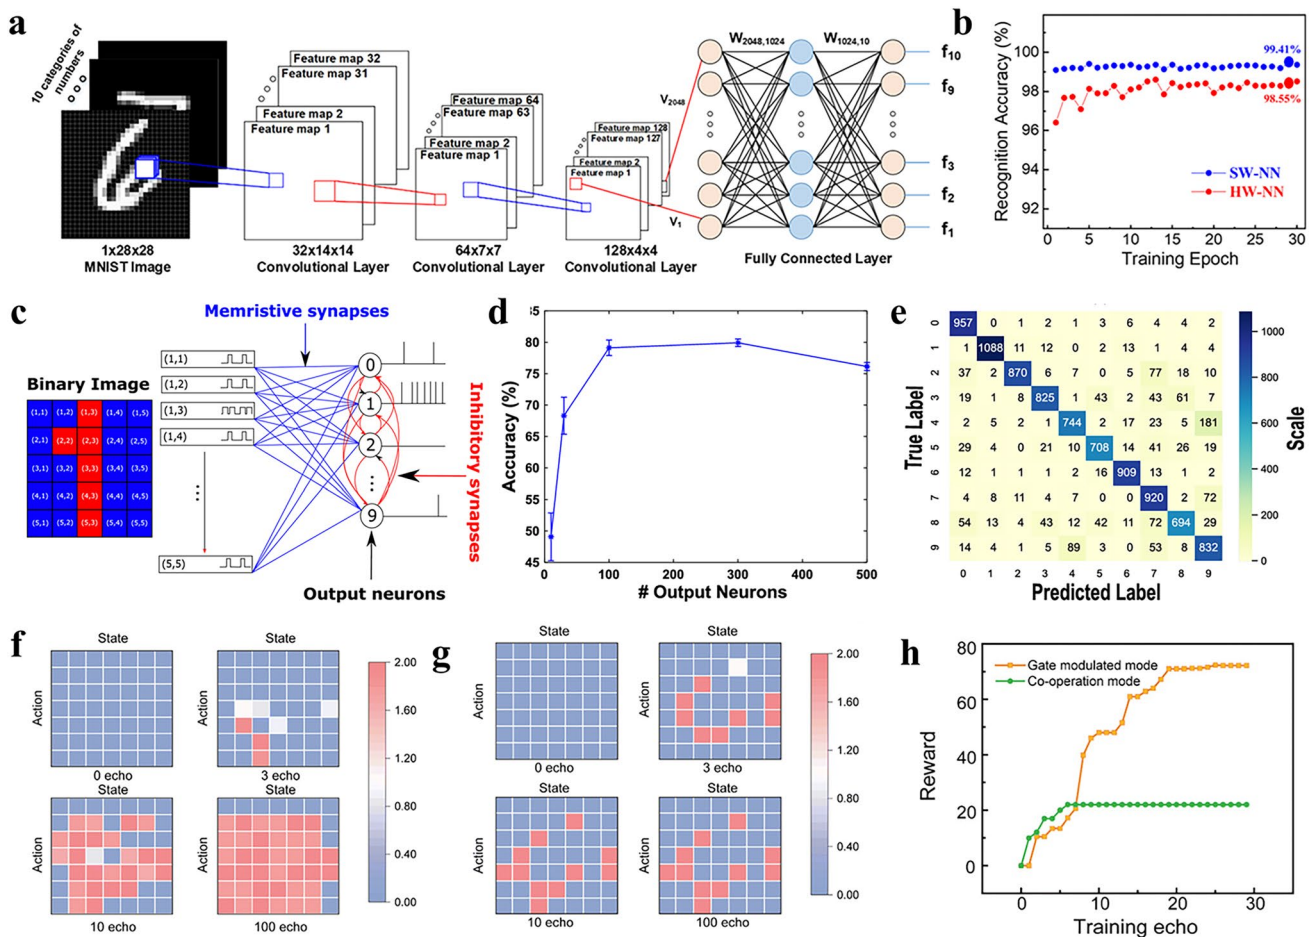 a
10 categories of
numbers
Feature map 32
Feature map 31
Feature map 2
Feature map 1
Feature map 64
Feature map 63
Feature map 2
Feature map 1
Feature map 128
Feature map 127
Feature map 2
Feature map 1
1x28x28
MNIST Image
32x14x14
Convolutional Layer
64x7x7
Convolutional Layer
128x4x4
Convolutional Layer
V2048
V1
W2048,1024
W1024,10
f10
f9
f3
f2
f1
Fully Connected Layer
b
Recognition Accuracy (%)
100
98
96
94
92
99.41%
98.55%
SW-NN
HW-NN
0 5 10 15 20 25 30
Training Epoch
c
Memristive synapses
Binary Image
(1,1) (1,2) (1,3) (1,4) (1,5)
(2,1) (2,2) (2,3) (2,4) (2,5)
(3,1) (3,2) (3,3) (3,4) (3,5)
(4,1) (4,2) (4,3) (4,4) (4,5)
(5,1) (5,2) (5,3) (5,4) (5,5)
(1,1)
(1,2)
(1,3)
(1,4)
(5,5)
0
1
2
9
Inhibitory synapses
Output neurons
d
Accuracy (%)
85
80
75
70
65
60
55
50
45
0 100 200 300 400 500
# Output Neurons
e
True Label
0 957 0 1 2 1 3 6 4 4 2
1 1 1088 11 12 0 2 13 1 4 4
2 37 2 870 6 7 0 5 77 18 10
3 19 1 8 825 1 43 2 43 61 7
4 2 5 2 1 744 2 17 23 5 181
5 29 4 0 21 10 708 14 41 26 19
6 12 1 1 1 2 16 909 13 1 2
7 4 8 11 4 7 0 0 920 2 72
8 54 13 4 43 12 42 11 72 694 29
9 14 4 1 5 89 3 0 53 8 832
0 1 2 3 4 5 6 7 8 9
Predicted Label
1000
800
600
400
200
0
Scale
f
State
Action
0 echo
State
Action
3 echo
State
Action
10 echo
State
Action
100 echo
2.00
1.60
1.20
0.80
0.40
0.00
g
State
Action
0 echo
State
Action
3 echo
State
Action
10 echo
State
Action
100 echo
2.00
1.60
1.20
0.80
0.40
0.00
h
Reward
80
60
40
20
0
Gate modulated mode
Co-operation mode
0 10 20 30
Training echo